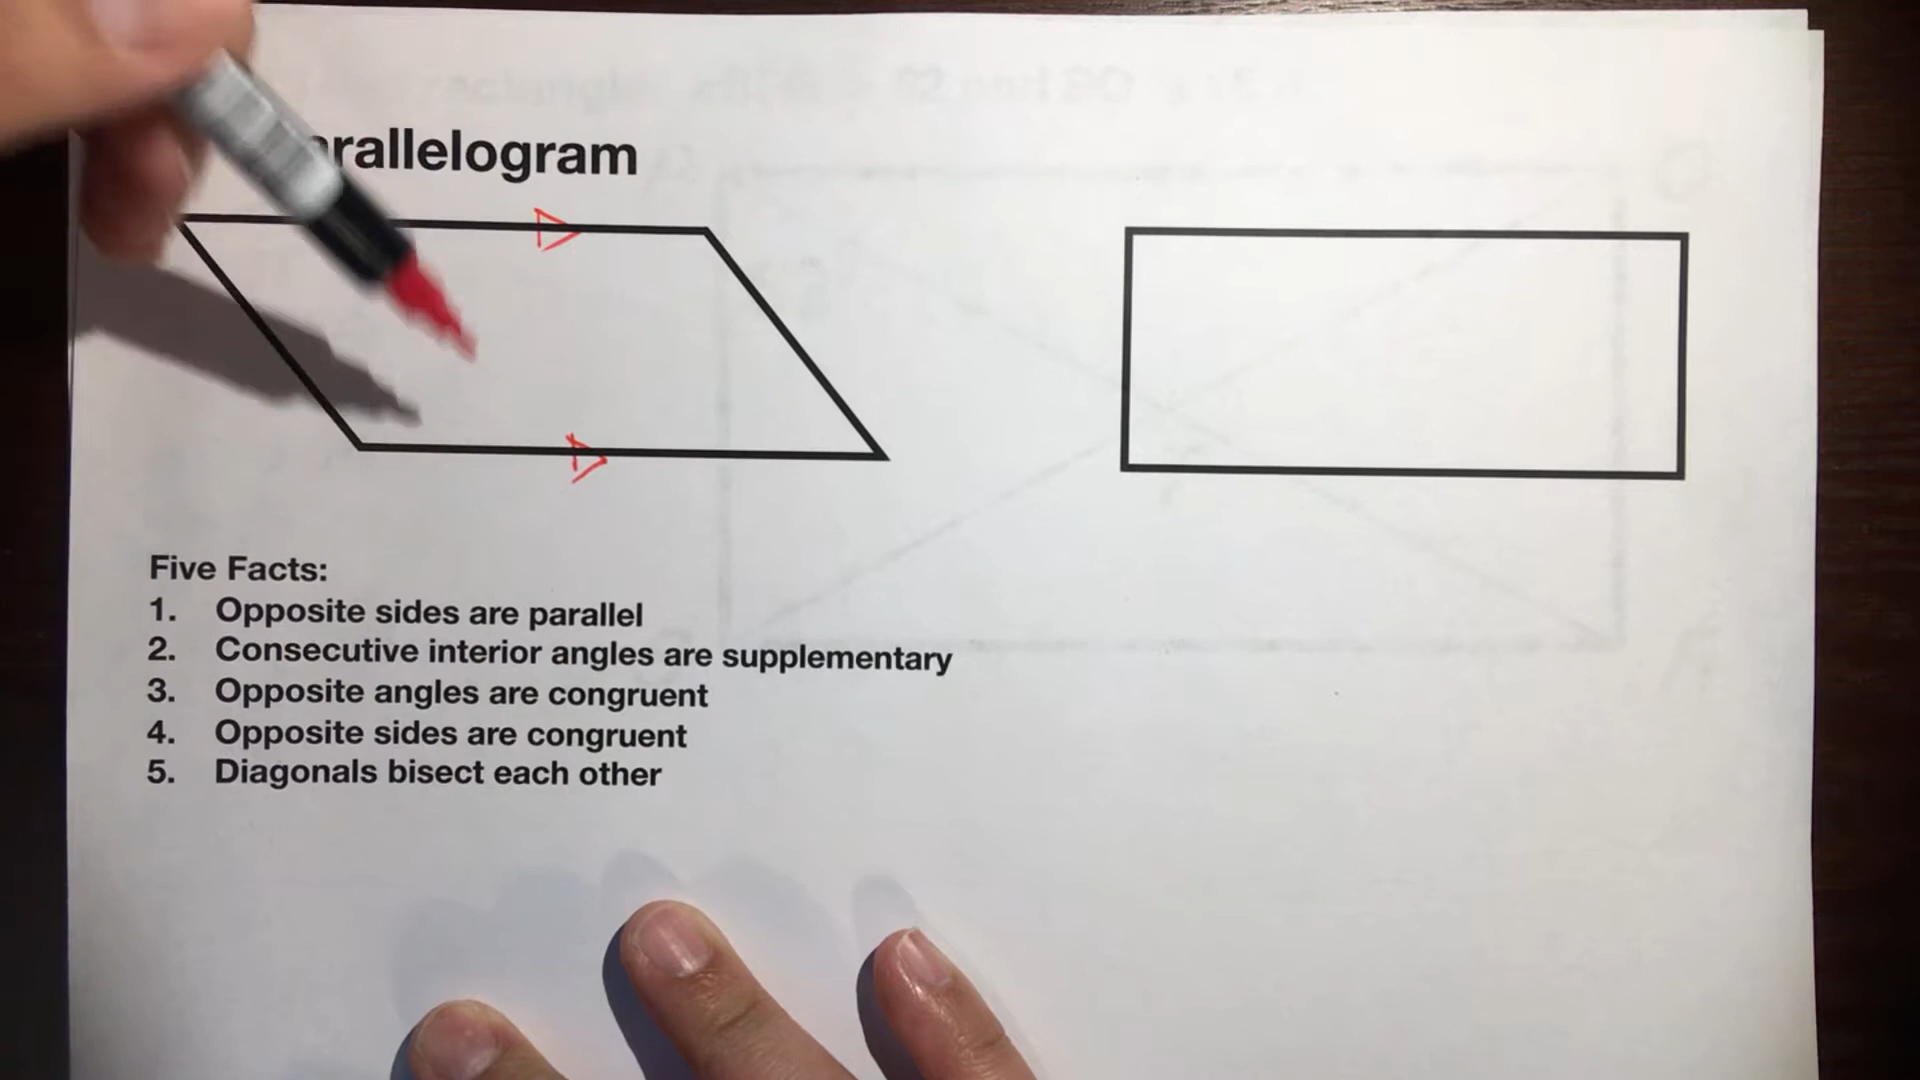 rallelogram
Five Facts:
1. Opposite sides are parallel
2. Consecutive interior angles are supplementary
3. Opposite angles are congruent
4. Opposite sides are congruent
5. Diagonals bisect each other